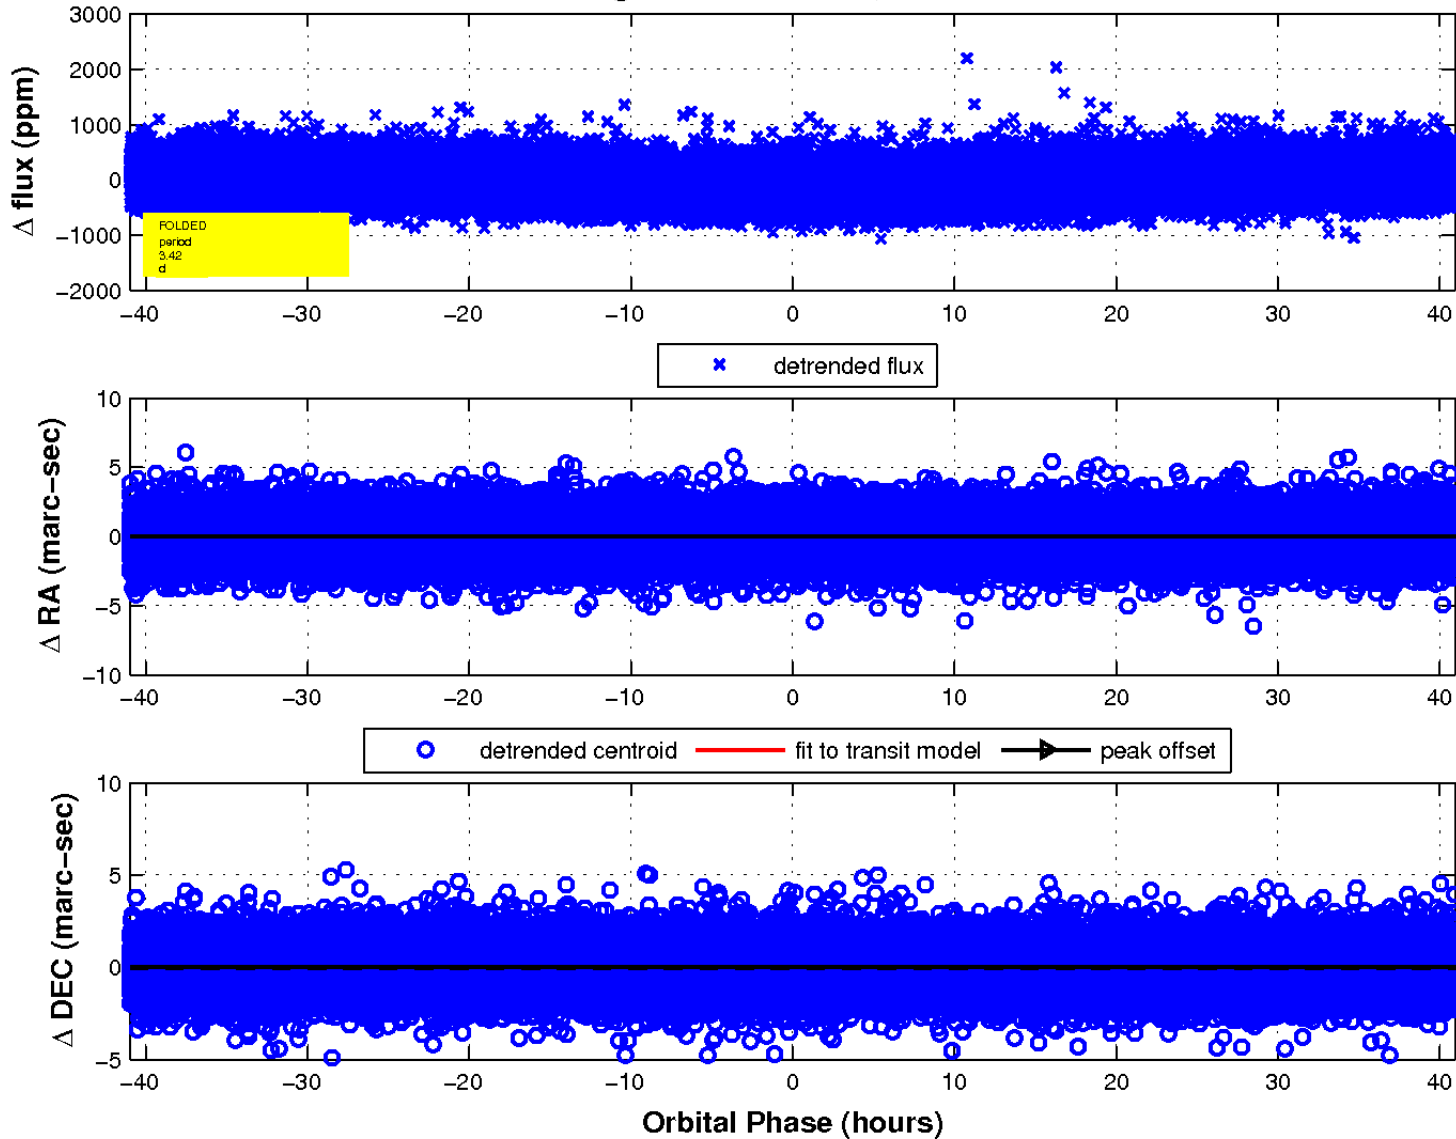 3000
2000
1000
0
−1000
−2000
Δ flux (ppm)
FOLDED
period
3.42
d
−40 −30 −20 −10 0 10 20 30 40
detrended flux
10
5
0
−5
−10
Δ RA (marc−sec)
−40 −30 −20 −10 0 10 20 30 40
detrended centroid fit to transit model peak offset
10
5
0
−5
Δ DEC (marc−sec)
−40 −30 −20 −10 0 10 20 30 40
Orbital Phase (hours)